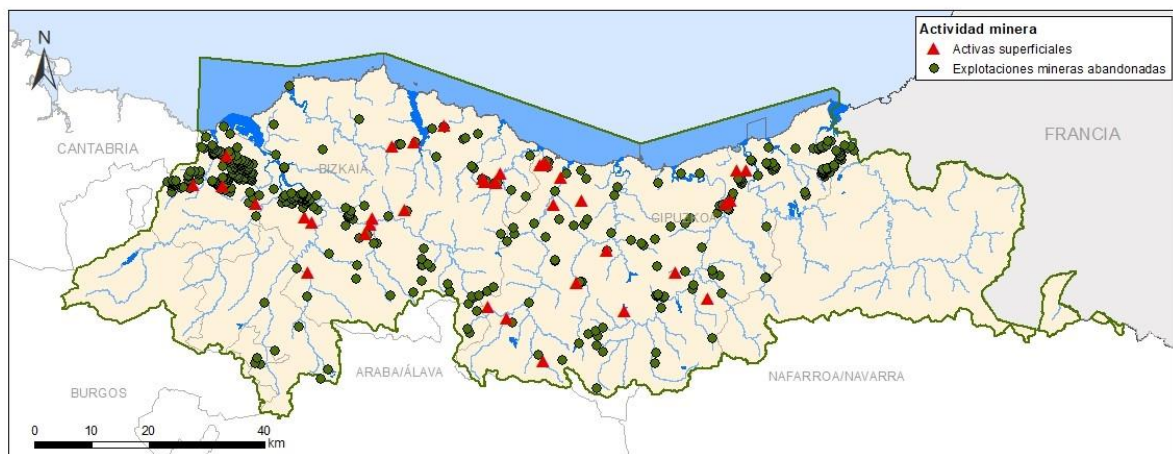 N
Actividad minera
Activas superficiales
Explotaciones mineras abandonadas
FRANCIA
CANTABRIA
BIZKAIA
GIPUZKOA
ARABA/ÁLAVA
NAFARROA/NAVARRA
BURGOS
0 10 20 40
km